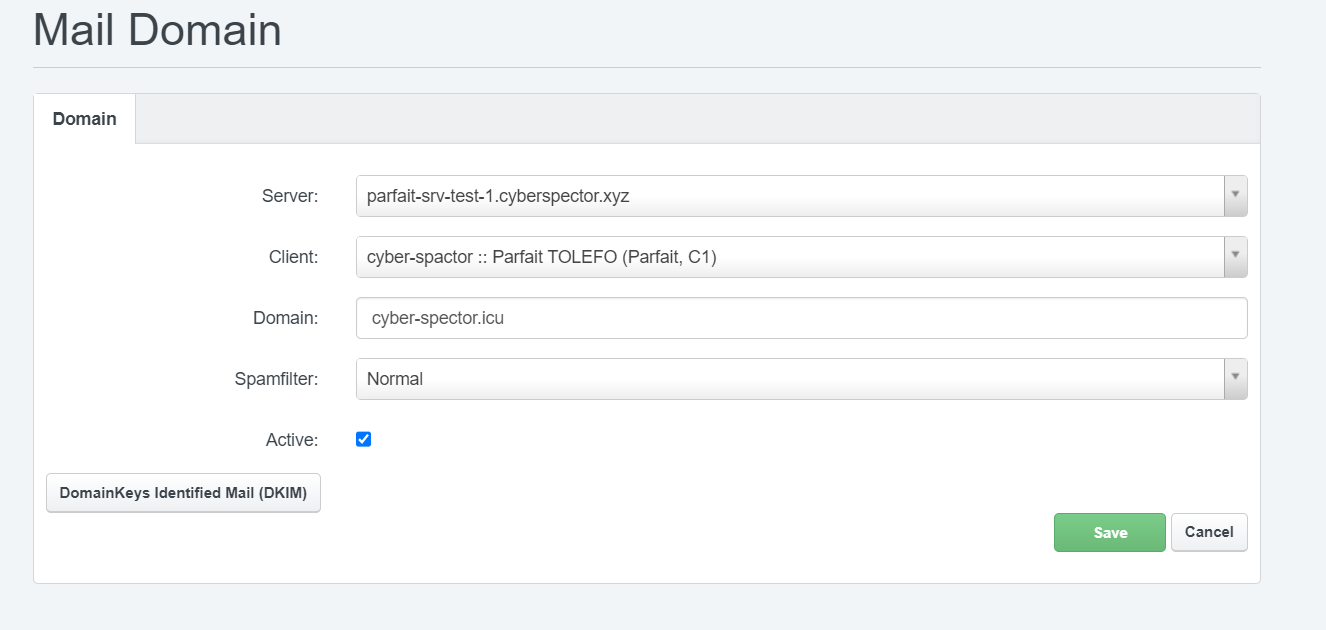 Mail Domain
Domain
Server: parfait-srv-test-1.cyberspector.xyz
Client: cyber-spactor :: Parfait TOLEFO (Parfait, C1)
Domain: cyber-spector.icu
Spamfilter: Normal
Active:
DomainKeys Identified Mail (DKIM)
Save Cancel